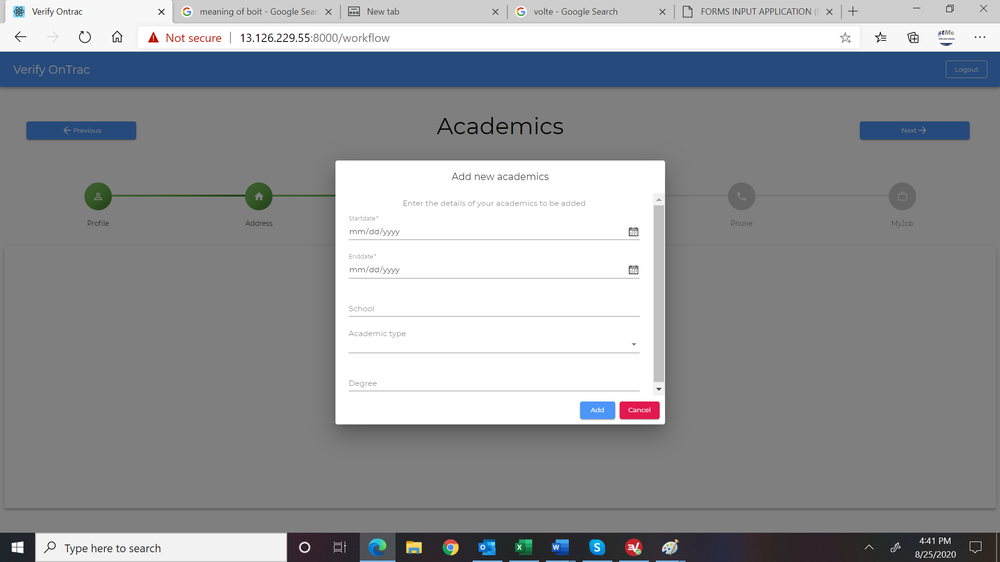 Verify Ontrac
meaning of boit - Google Sear
New tab
volte - Google Search
FORMS INPUT APPLICATION (F
Not secure
13.126.229.55:8000/workflow
stMe
Verify OnTrac
Logout
Previous
Academics
Next
Add new academics
Enter the details of your academics to be added
Startdate*
mm/dd/yyyy
Enddate*
mm/dd/yyyy
School
Academic type
Degree
Add
Cancel
Profile
Address
Phone
MyJob
Type here to search
4:41 PM
8/25/2020